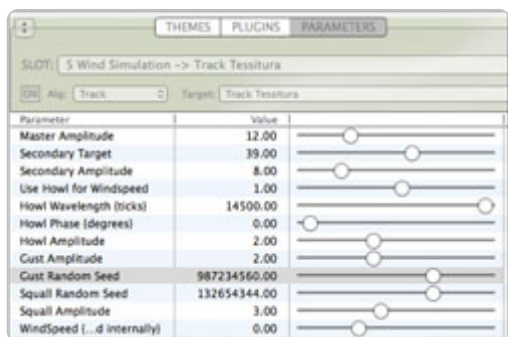 THEMES PLUGINS PARAMETERS
SLOT: 5 Wind Simulation -> Track Tessitura
ON Alg: Track Target: Track Tessitura
Parameter Value
Master Amplitude 12.00
Secondary Target 39.00
Secondary Amplitude 8.00
Use Howl for Windspeed 1.00
Howl Wavelength (ticks) 14500.00
Howl Phase (degrees) 0.00
Howl Amplitude 2.00
Gust Amplitude 2.00
Gust Random Seed 987234560.00
Squall Random Seed 132654344.00
Squall Amplitude 3.00
WindSpeed (...d internally) 0.00